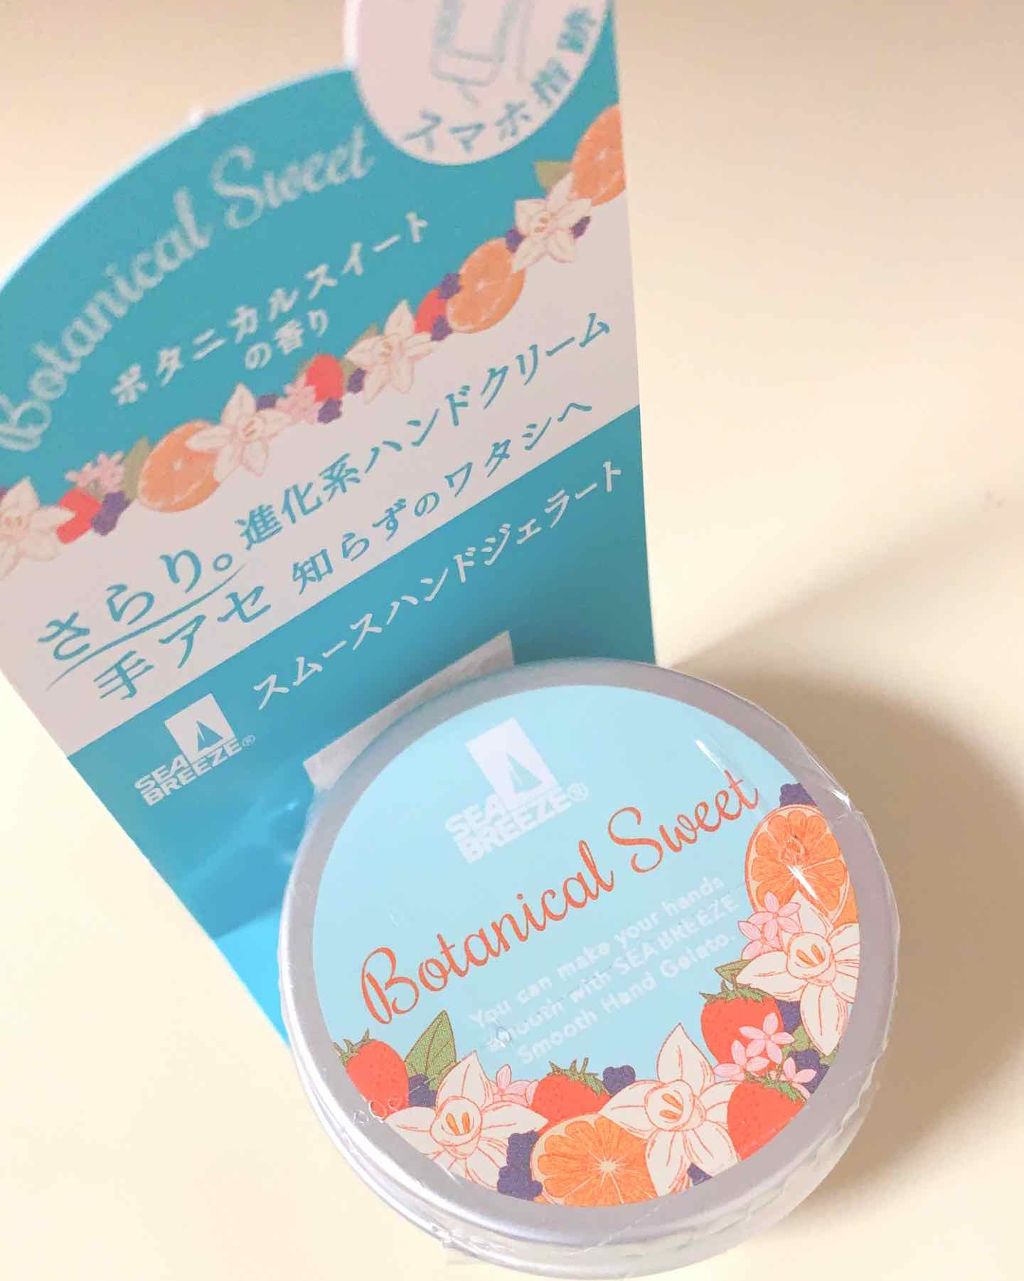 スマホ指
Botanical Sweet
ボタニカルスイート
の香り
さらり。進化系ハンドクリーム
手アセ 知らずのワタシへ
SEA
BREEZE®
スムースハンドジェラート
SEA
BREEZE®
Botanical Sweet
You can make your hands
smooth with SEA BREEZE
Smooth Hand Gelato.